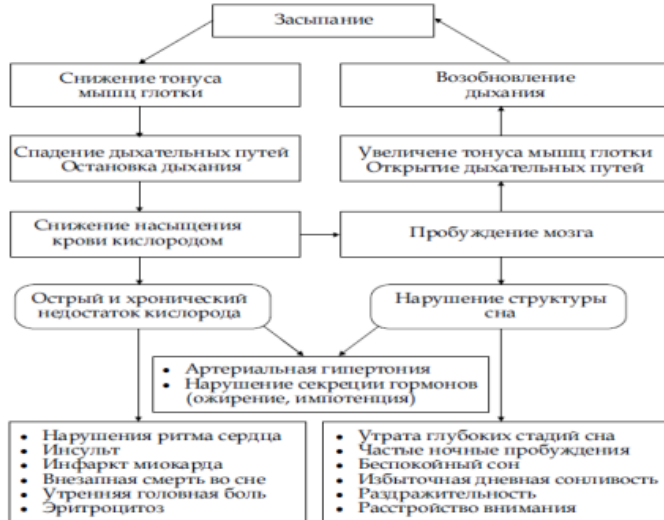 Засыпание
Снижение тонуса
мышц глотки
Возобновление
дыхания
Спадение дыхательных путей
Остановка дыхания
Увеличене тонуса мышц глотки
Открытие дыхательных путей
Снижение насыщения
крови кислородом
Пробуждение мозга
Острый и хронический
недостаток кислорода
Нарушение структуры
сна
• Артериальная гипертония
• Нарушение секреции гормонов
(ожирение, импотенция)
• Нарушения ритма сердца
• Инсульт
• Инфаркт миокарда
• Внезапная смерть во сне
• Утренняя головная боль
• Эритроцитоз
• Утрата глубоких стадий сна
• Частые ночные пробуждения
• Беспокойный сон
• Избыточная дневная сонливость
• Раздражительность
• Расстройство внимания